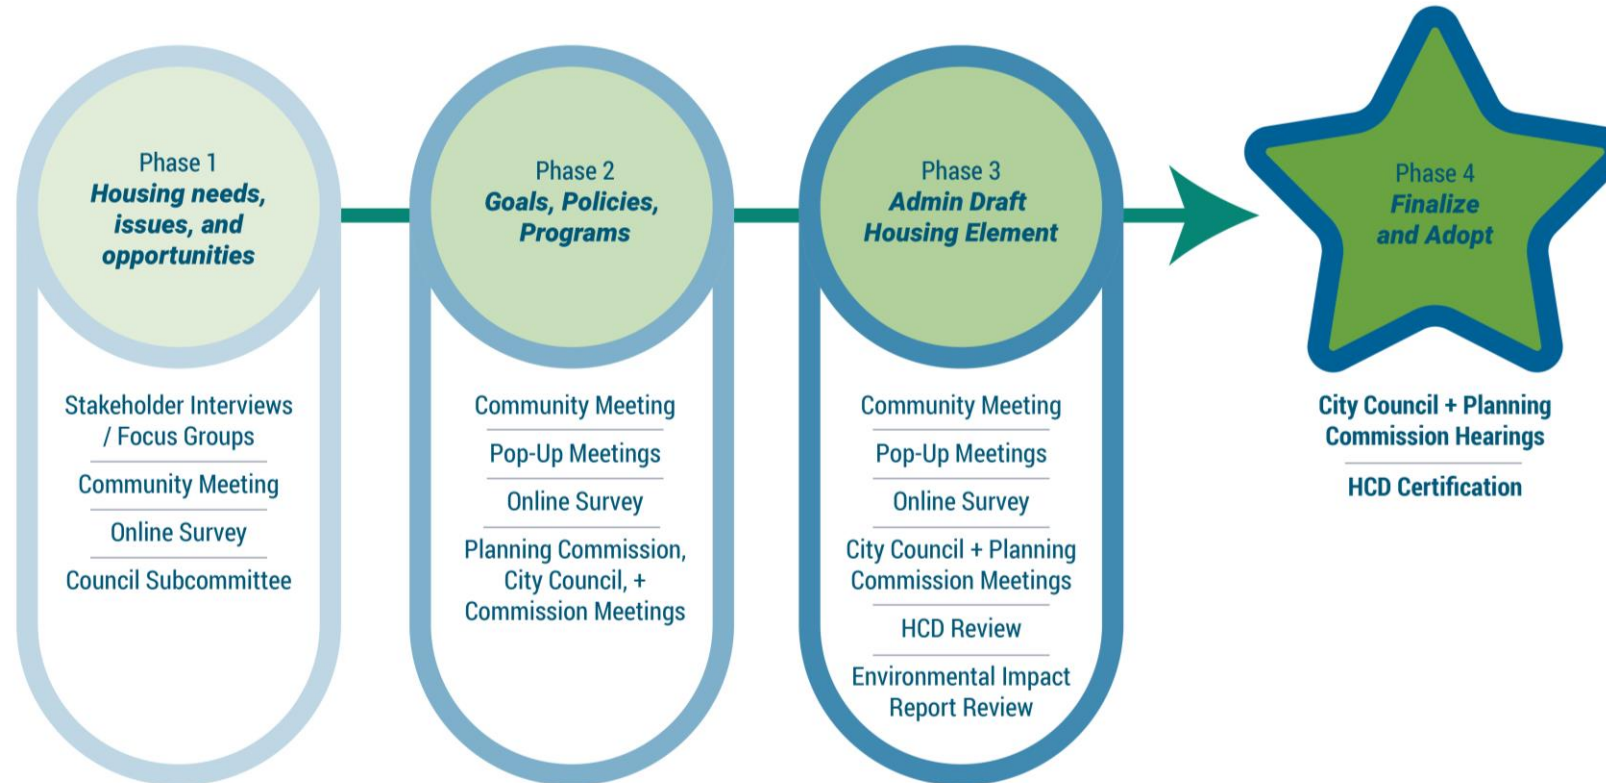 Phase 1
Housing needs,
issues, and
opportunities
Stakeholder Interviews
/ Focus Groups
Community Meeting
Online Survey
Council Subcommittee
Phase 2
Goals, Policies,
Programs
Community Meeting
Pop-Up Meetings
Online Survey
Planning Commission,
City Council, +
Commission Meetings
Phase 3
Admin Draft
Housing Element
Community Meeting
Pop-Up Meetings
Online Survey
City Council + Planning
Commission Meetings
HCD Review
Environmental Impact
Report Review
Phase 4
Finalize
and Adopt
City Council + Planning
Commission Hearings
HCD Certification